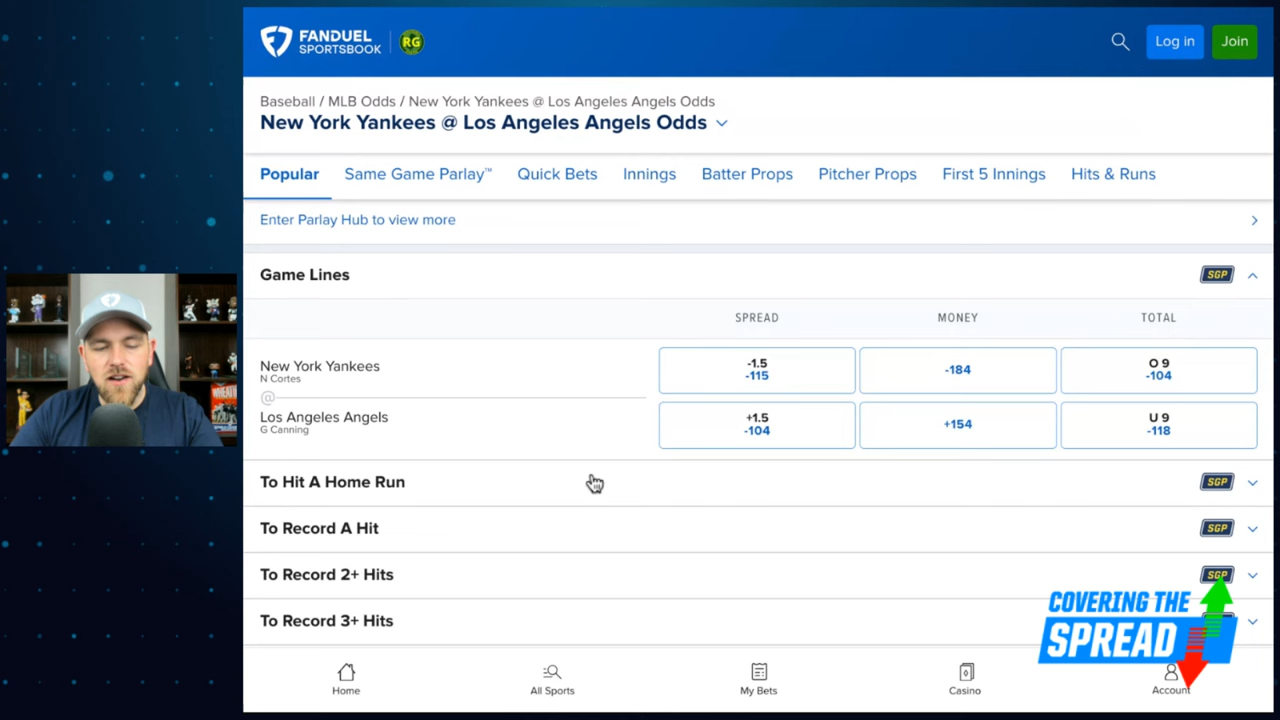 FANDUEL
SPORTSBOOK
RG
Log in
Join
Baseball / MLB Odds / New York Yankees @ Los Angeles Angels Odds
New York Yankees @ Los Angeles Angels Odds
Popular
Same Game Parlay™
Quick Bets
Innings
Batter Props
Pitcher Props
First 5 Innings
Hits & Runs
Enter Parlay Hub to view more
Game Lines
SGP
SPREAD
MONEY
TOTAL
New York Yankees
N Cortes
-1.5
-115
-184
O 9
-104
@
Los Angeles Angels
G Canning
+1.5
-104
+154
U 9
-118
To Hit A Home Run
SGP
To Record A Hit
SGP
To Record 2+ Hits
SGP
To Record 3+ Hits
COVERING THE
SPREAD
Home
All Sports
My Bets
Casino
Account